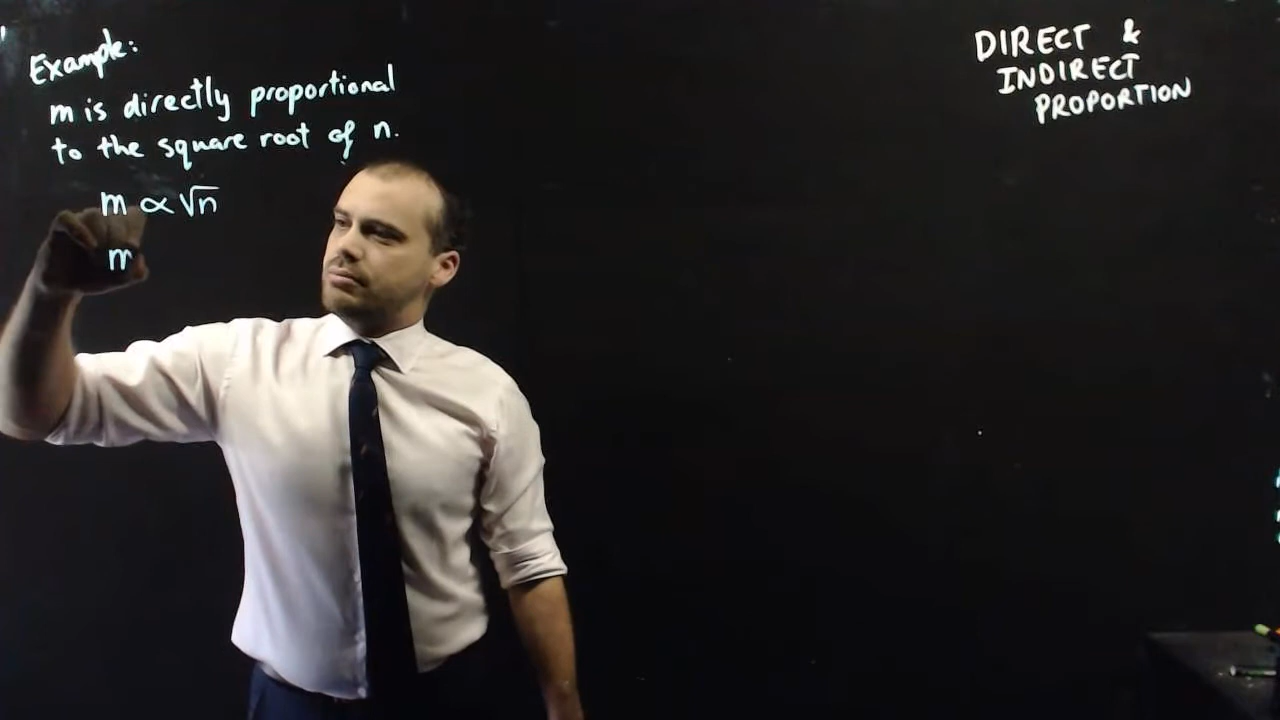 Example:
m is directly proportional
to the square root of n.
m ∝ √n
m
DIRECT &
INDIRECT
PROPORTION